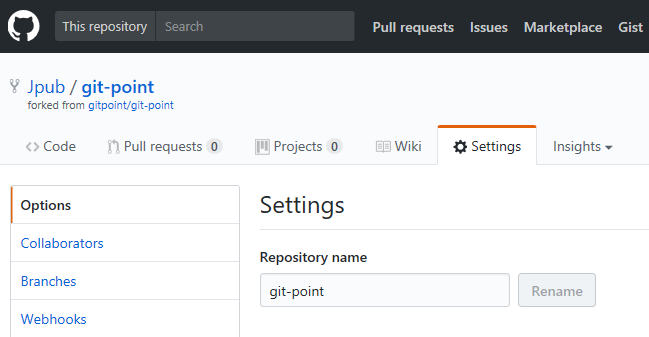 This repository Search Pull requests Issues Marketplace Gist
Jpub / git-point
forked from gitpoint/git-point
Code Pull requests 0 Projects 0 Wiki Settings Insights
Options
Settings
Collaborators
Repository name
Branches
git-point Rename
Webhooks